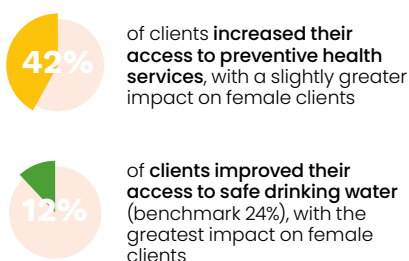 42%
of clients increased their
access to preventive health
services, with a slightly greater
impact on female clients
12%
of clients improved their
access to safe drinking water
(benchmark 24%), with the
greatest impact on female
clients